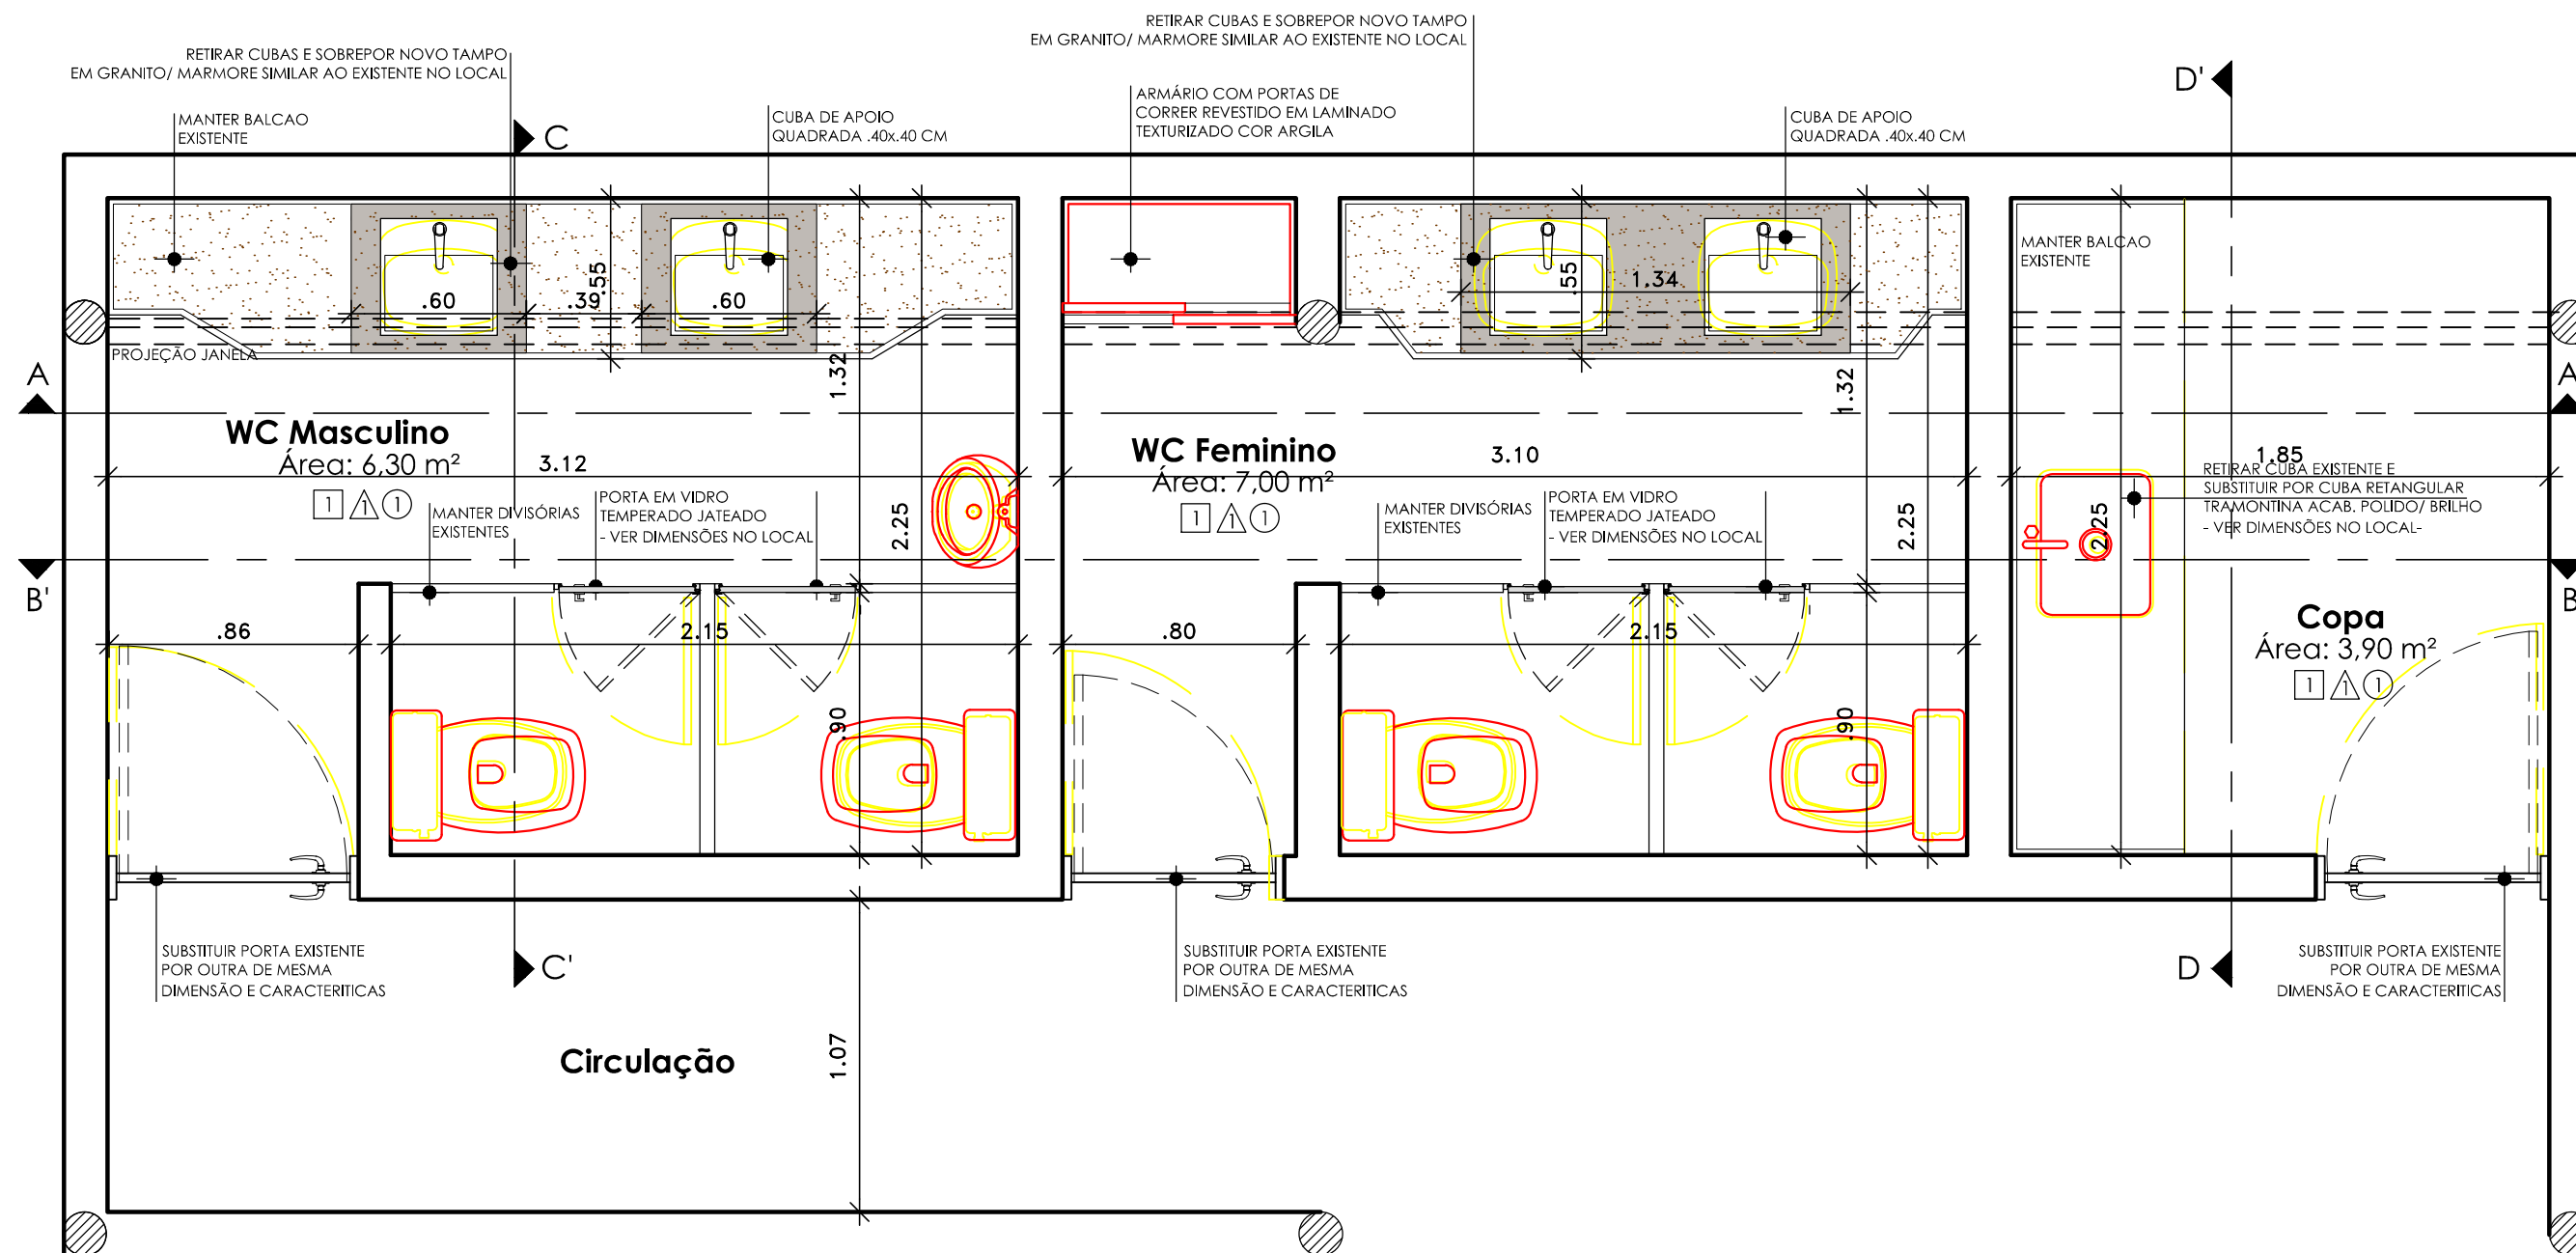 RETIRAR CUBAS E SOBREPOR NOVO TAMPO
EM GRANITO/ MARMORE SIMILAR AO EXISTENTE NO LOCAL
RETIRAR CUBAS E SOBREPOR NOVO TAMPO
EM GRANITO/ MARMORE SIMILAR AO EXISTENTE NO LOCAL
MANTER BALCAO
EXISTENTE
C
CUBA DE APOIO
QUADRADA .40x.40 CM
ARMÁRIO COM PORTAS DE
CORRER REVESTIDO EM LAMINADO
TEXTURIZADO COR ARGILA
CUBA DE APOIO
QUADRADA .40x.40 CM
D'
MANTER BALCAO
EXISTENTE
.60
.39
.55
.60
.55
1.34
PROJEÇÃO JANELA
1.32
1.32
A
A
WC Masculino
Área: 6,30 m²
1 1 1
3.12
WC Feminino
Área: 7,00 m²
1 1 1
3.10
1.85
RETIRAR CUBA EXISTENTE E
SUBSTITUIR POR CUBA RETANGULAR
TRAMONTINA ACAB. POLIDO/ BRILHO
- VER DIMENSÕES NO LOCAL-
MANTER DIVISÓRIAS
EXISTENTES
PORTA EM VIDRO
TEMPERADO JATEADO
- VER DIMENSÕES NO LOCAL
2.25
MANTER DIVISÓRIAS
EXISTENTES
PORTA EM VIDRO
TEMPERADO JATEADO
- VER DIMENSÕES NO LOCAL
2.25
2.25
B'
B
Copa
Área: 3,90 m²
1 1 1
.86
2.15
.80
2.15
.90
.90
SUBSTITUIR PORTA EXISTENTE
POR OUTRA DE MESMA
DIMENSÃO E CARACTERITICAS
C'
SUBSTITUIR PORTA EXISTENTE
POR OUTRA DE MESMA
DIMENSÃO E CARACTERITICAS
D
SUBSTITUIR PORTA EXISTENTE
POR OUTRA DE MESMA
DIMENSÃO E CARACTERITICAS
Circulação
1.07